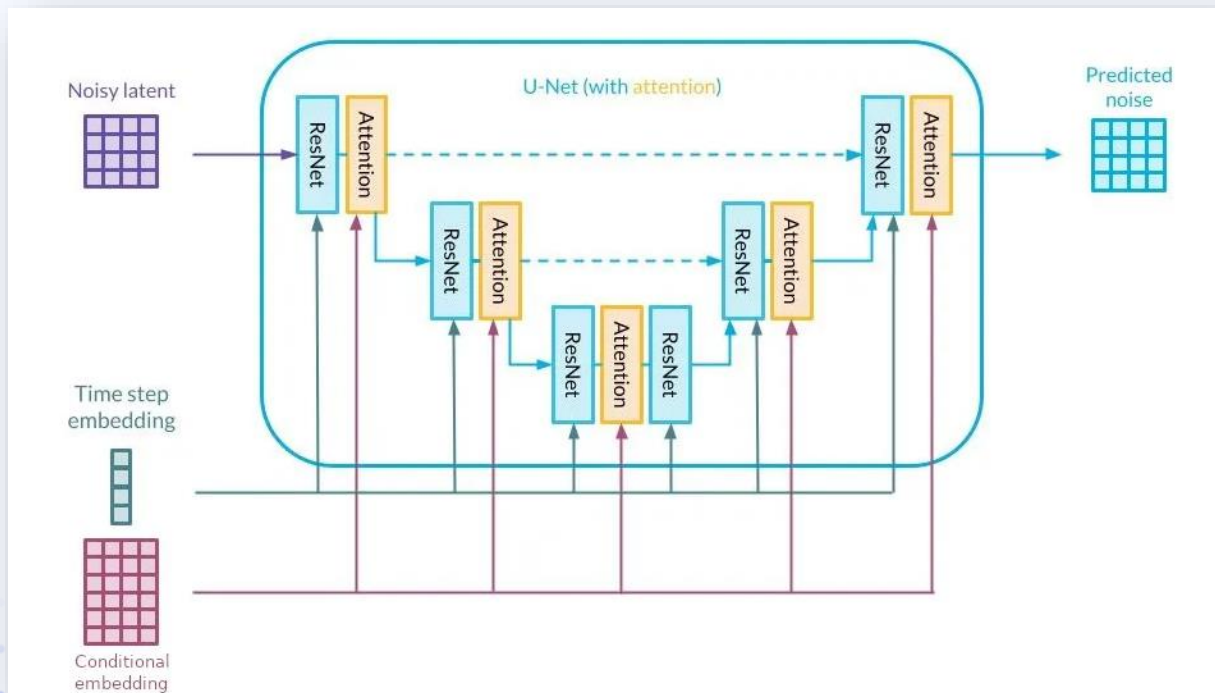 Noisy latent
U-Net (with attention)
Predicted
noise
ResNet
Attention
ResNet
Attention
ResNet
Attention
ResNet
Attention
ResNet
Attention
ResNet
ResNet
Attention
Time step
embedding
Conditional
embedding